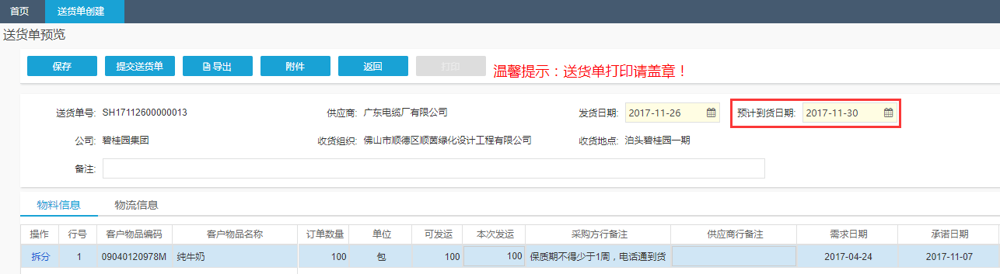 首页 送货单创建
送货单预览
保存 提交送货单 导出 附件 返回 打印 温馨提示：送货单打印请盖章！
送货单号: SH17112600000013 供应商: 广东电缆厂有限公司 发货日期: 2017-11-26 预计到货日期: 2017-11-30
公司: 碧桂园集团 收货组织: 佛山市顺德区顺茵绿化设计工程有限公司 收货地点: 泊头碧桂园一期
备注:
物料信息 物流信息
操作 行号 客户物品编码 客户物品名称 订单数量 单位 可发运 本次发运 采购方行备注 供应商行备注 需求日期 承诺日期
拆分 1 09040120978M 纯牛奶 100 包 100 100 保质期不得少于1周，电话通到货 2017-04-24 2017-11-07